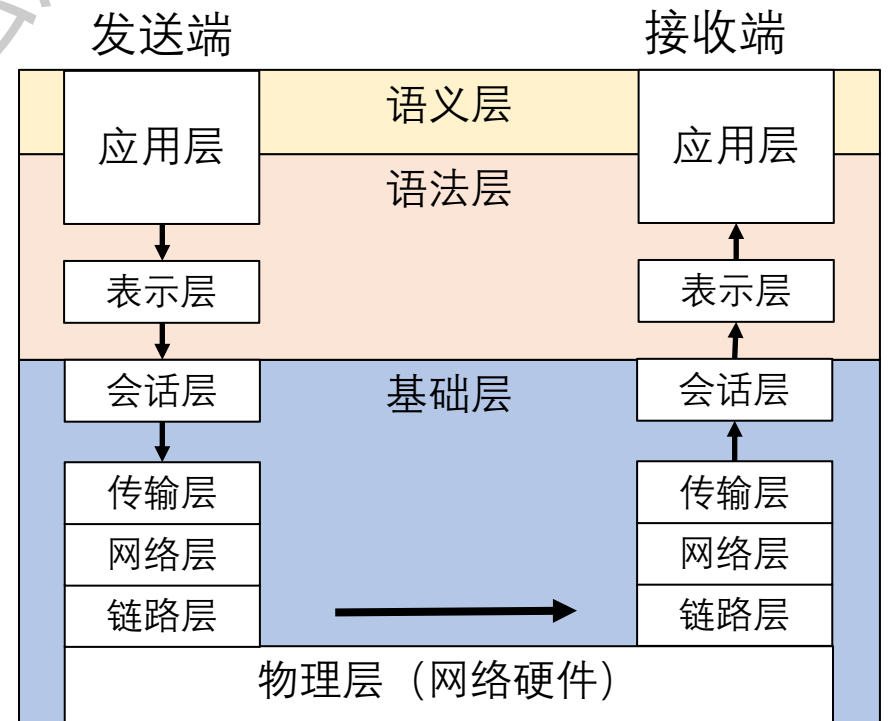 发送端 接收端
语义层
应用层 应用层
语法层
表示层 表示层
会话层 基础层 会话层
传输层 传输层
网络层 网络层
链路层 链路层
物理层（网络硬件）